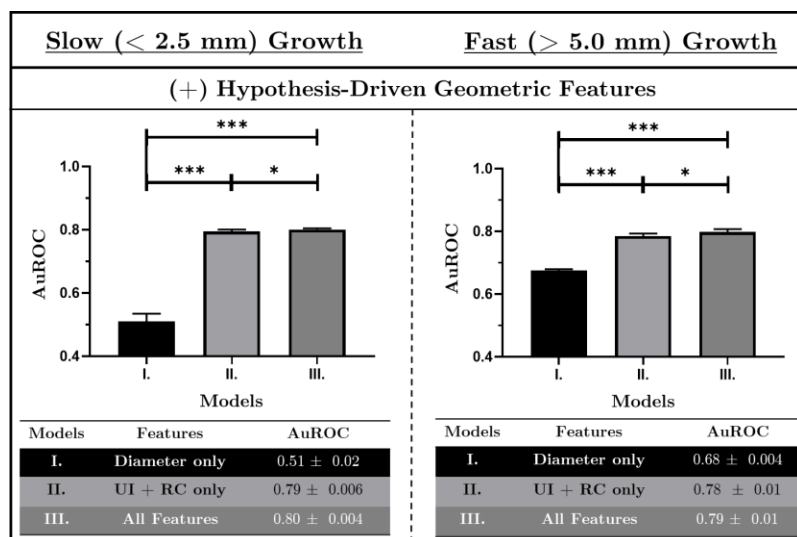 Slow (< 2.5 mm) Growth
Fast (> 5.0 mm) Growth
(+) Hypothesis-Driven Geometric Features
***
***
*
1.0
0.8
0.6
0.4
AuROC
I.
II.
III.
Models
Models Features AuROC
I. Diameter only 0.51 ± 0.02
II. UI + RC only 0.79 ± 0.006
III. All Features 0.80 ± 0.004
***
***
*
1.0
0.8
0.6
0.4
AuROC
I.
II.
III.
Models
Models Features AuROC
I. Diameter only 0.68 ± 0.004
II. UI + RC only 0.78 ± 0.01
III. All Features 0.79 ± 0.01